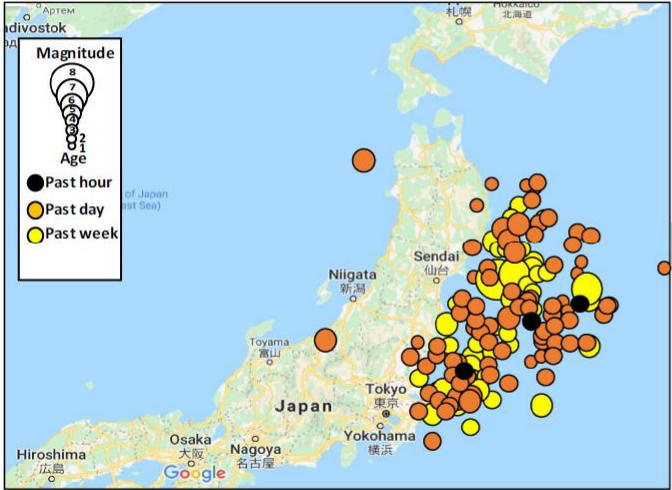 Артем
adivostok
Hokkaido
札幌
北海道
Magnitude
8
7
6
5
4
3
2
1
Age
Past hour
Past day
Past week
of Japan
ast Sea)
Sendai
仙台
Niigata
新潟
Toyama
富山
Japan
Tokyo
東京
Osaka
大阪
Nagoya
名古屋
Yokohama
横浜
Hiroshima
広島
Google